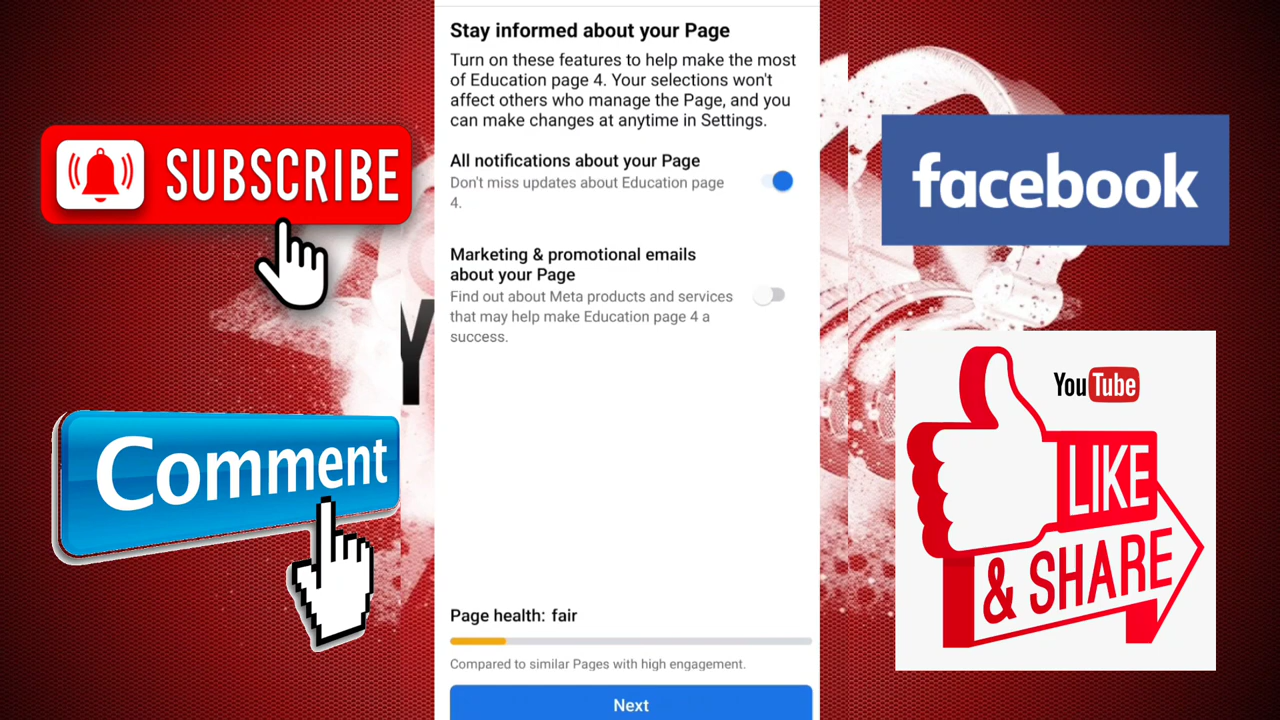 Stay informed about your Page
Turn on these features to help make the most
of Education page 4. Your selections won't
affect others who manage the Page, and you
can make changes at anytime in Settings.
All notifications about your Page
Don't miss updates about Education page
4.
Marketing & promotional emails
about your Page
Find out about Meta products and services
that may help make Education page 4 a
success.
Page health: fair
Compared to similar Pages with high engagement.
Next
SUBSCRIBE
Comment
Y
facebook
YouTube
LIKE
& SHARE